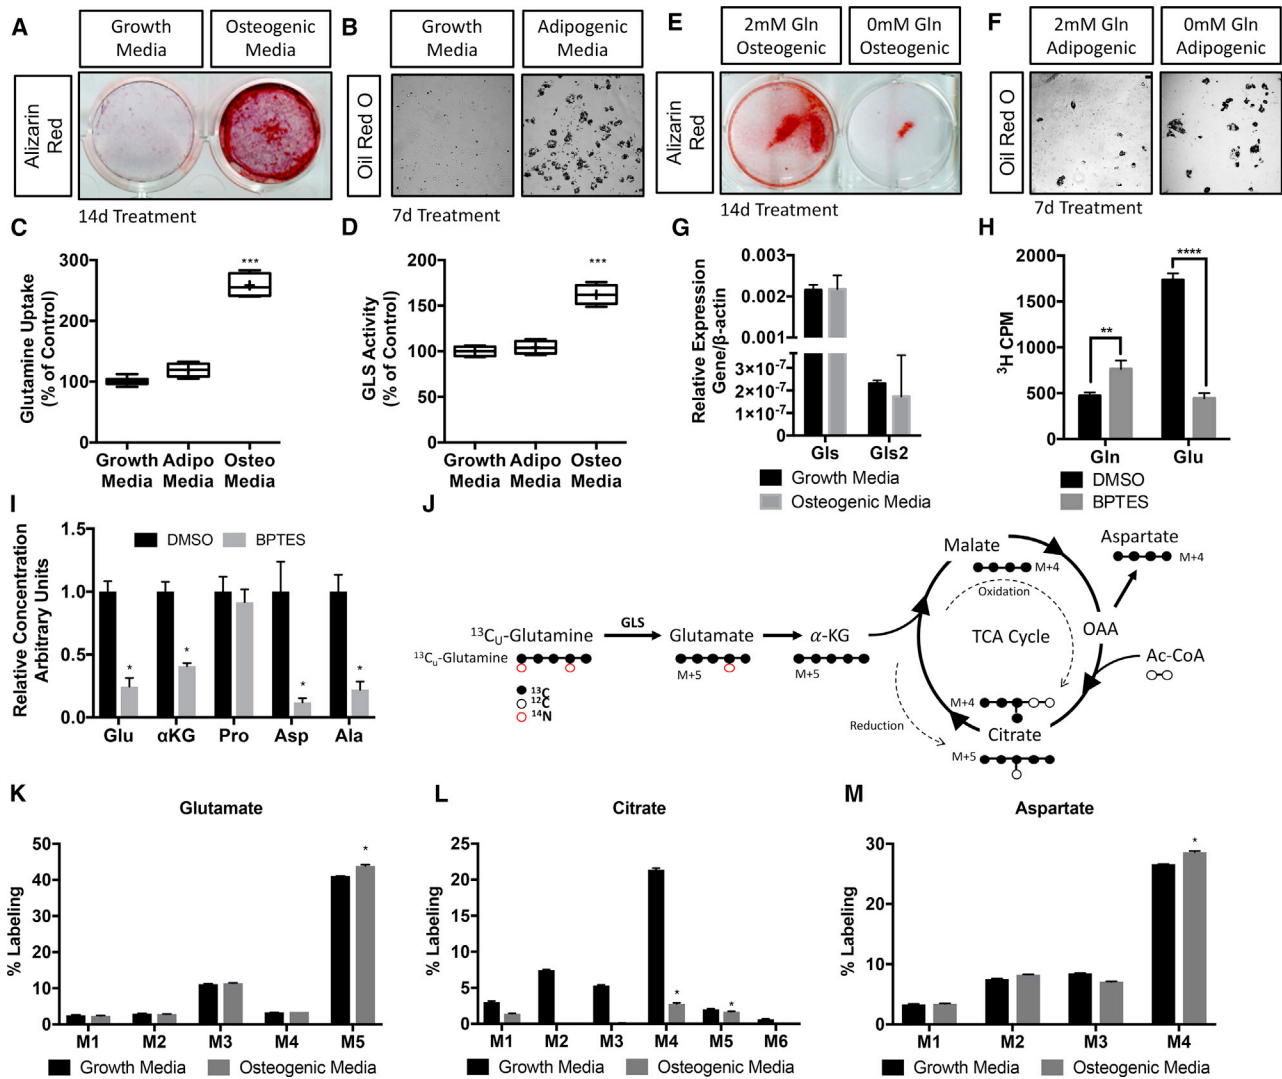 A
Growth
Media
Osteogenic
Media
Alizarin
Red
14d Treatment
B
Growth
Media
Adipogenic
Media
Oil Red O
7d Treatment
E
2mM Gln
Osteogenic
0mM Gln
Osteogenic
Alizarin
Red
14d Treatment
F
2mM Gln
Adipogenic
0mM Gln
Adipogenic
Oil Red O
7d Treatment
C
Glutamine Uptake
(% of Control)
300
200
100
0
***
Growth Adipo Osteo
Media Media Media
D
GLS Activity
(% of Control)
200
150
100
50
0
***
Growth Adipo Osteo
Media Media Media
G
Relative Expression
Gene/β-actin
0.003
0.002
0.001
3×10⁻⁷
2×10⁻⁷
1×10⁻⁷
0
Gls Gls2
Growth Media
Osteogenic Media
H
³H CPM
2000
1500
1000
500
0
**
****
Gln Glu
DMSO
BPTES
I
Relative Concentration
Arbitrary Units
1.5
1.0
0.5
0.0
DMSO BPTES
* * * *
Glu αKG Pro Asp Ala
J
¹³Cᵤ-Glutamine
GLS
Glutamate
α-KG
¹³Cᵤ-Glutamine
M+5
M+5
¹³C
¹²C
¹⁴N
Malate
M+4
Oxidation
TCA Cycle
Aspartate
M+4
OAA
Ac-CoA
M+4
Citrate
M+5
Reduction
K
Glutamate
% Labeling
50
40
30
20
10
0
*
M1 M2 M3 M4 M5
Growth Media Osteogenic Media
L
Citrate
% Labeling
25
20
15
10
5
0
* *
M1 M2 M3 M4 M5 M6
Growth Media Osteogenic Media
M
Aspartate
% Labeling
30
20
10
0
*
M1 M2 M3 M4
Growth Media Osteogenic Media